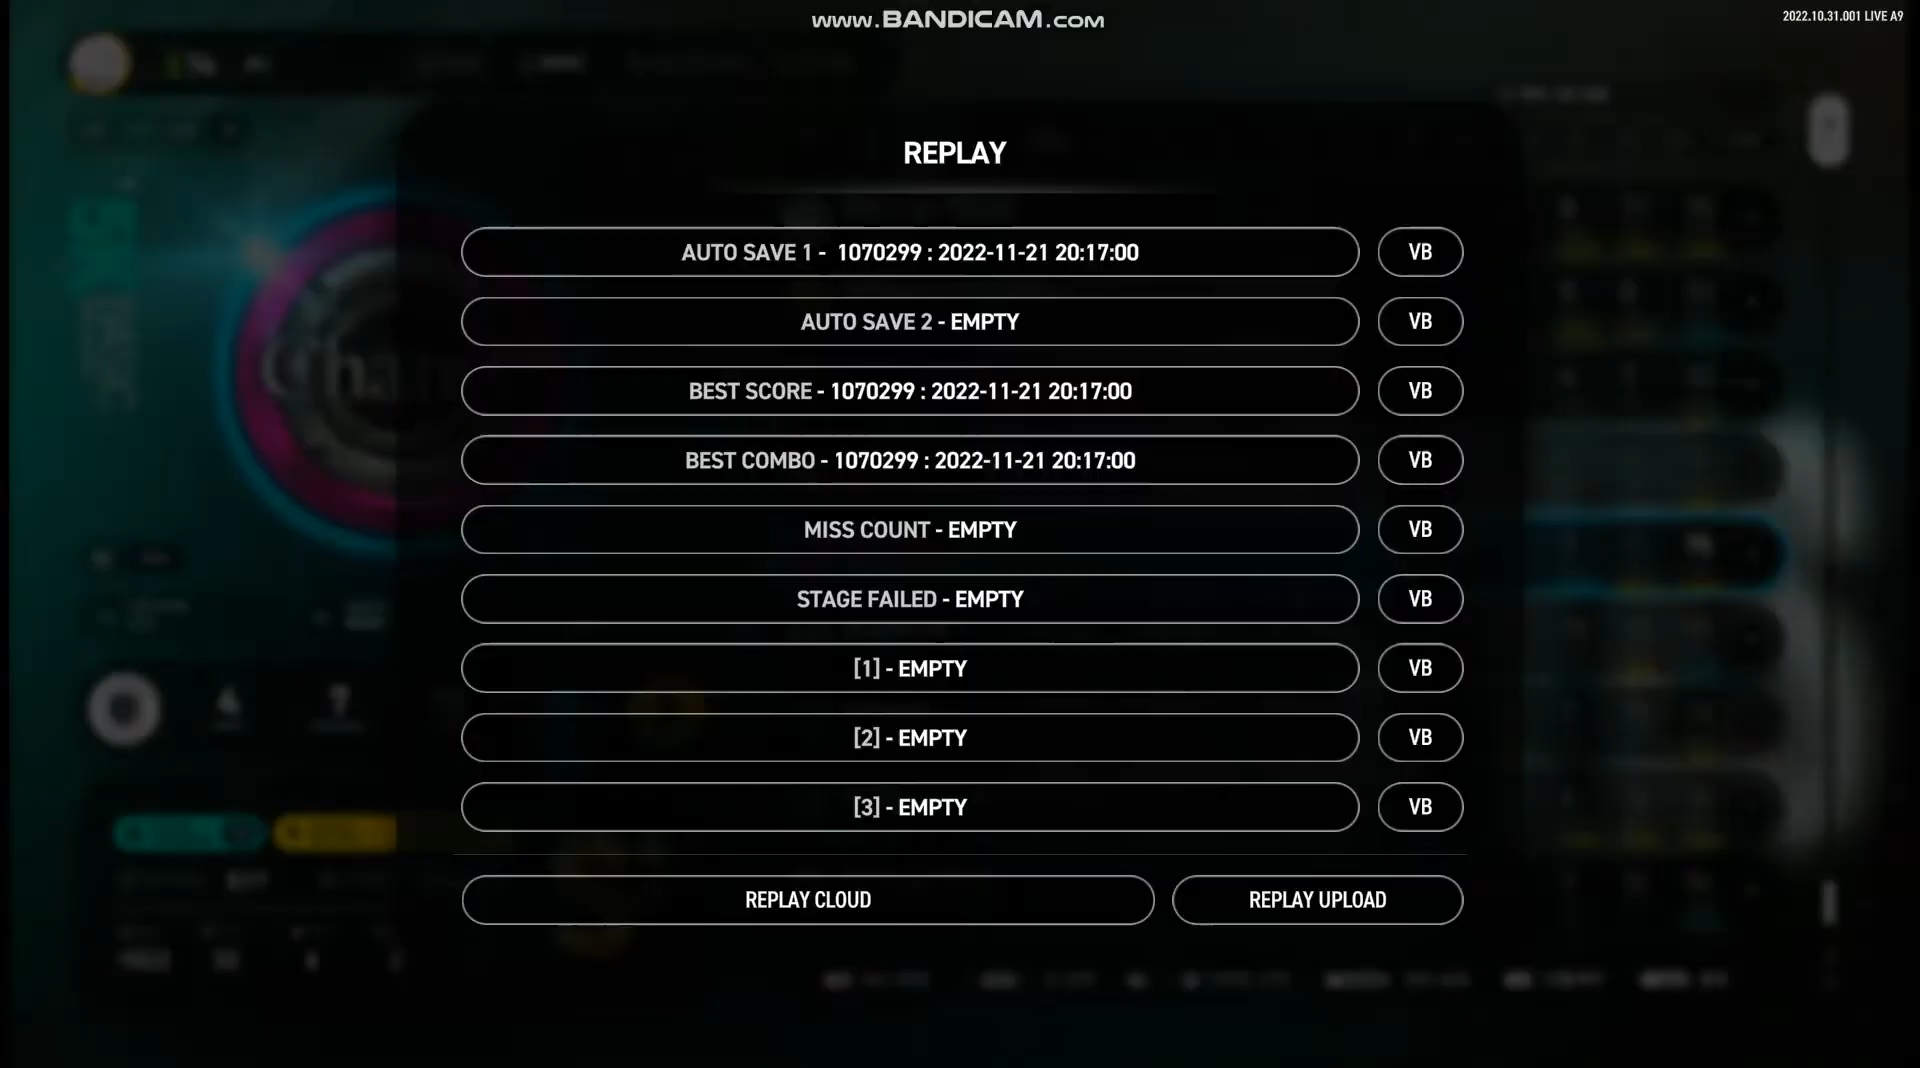 www.BANDICAM.COM
2022.10.31.001 LIVE A9
REPLAY
AUTO SAVE 1 - 1070299 : 2022-11-21 20:17:00 VB
AUTO SAVE 2 - EMPTY VB
BEST SCORE - 1070299 : 2022-11-21 20:17:00 VB
BEST COMBO - 1070299 : 2022-11-21 20:17:00 VB
MISS COUNT - EMPTY VB
STAGE FAILED - EMPTY VB
[1] - EMPTY VB
[2] - EMPTY VB
[3] - EMPTY VB
REPLAY CLOUD REPLAY UPLOAD